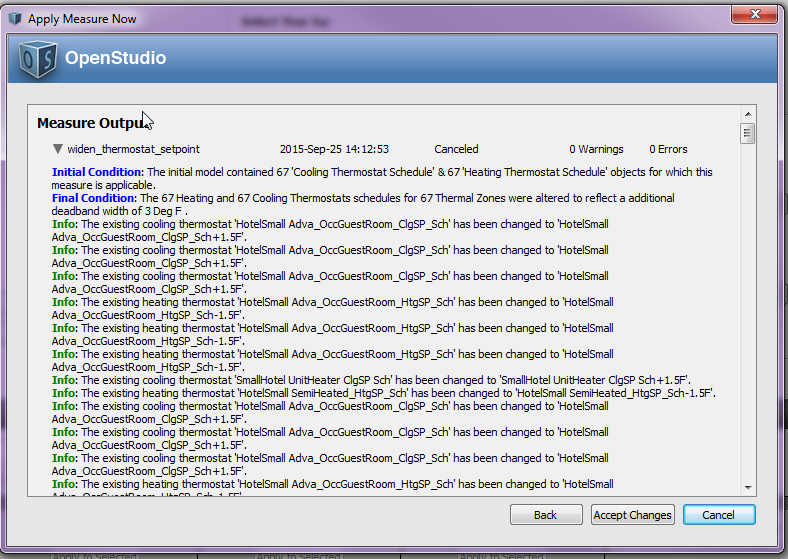 Apply Measure Now
OpenStudio
Measure Outpu
widen_thermostat_setpoint 2015-Sep-25 14:12:53 Canceled 0 Warnings 0 Errors
Initial Condition: The initial model contained 67 'Cooling Thermostat Schedule' & 67 'Heating Thermostat Schedule' objects for which this
measure is applicable.
Final Condition: The 67 Heating and 67 Cooling Thermostats schedules for 67 Thermal Zones were altered to reflect a additional
deadband width of 3 Deg F .
Info: The existing cooling thermostat 'HotelSmall Adva_OccGuestRoom_ClgSP_Sch' has been changed to 'HotelSmall
Adva_OccGuestRoom_ClgSP_Sch+1.5F'.
Info: The existing cooling thermostat 'HotelSmall Adva_OccGuestRoom_ClgSP_Sch' has been changed to 'HotelSmall
Adva_OccGuestRoom_ClgSP_Sch+1.5F'.
Info: The existing cooling thermostat 'HotelSmall Adva_OccGuestRoom_ClgSP_Sch' has been changed to 'HotelSmall
Adva_OccGuestRoom_ClgSP_Sch+1.5F'.
Info: The existing heating thermostat 'HotelSmall Adva_OccGuestRoom_HtgSP_Sch' has been changed to 'HotelSmall
Adva_OccGuestRoom_HtgSP_Sch-1.5F'.
Info: The existing heating thermostat 'HotelSmall Adva_OccGuestRoom_HtgSP_Sch' has been changed to 'HotelSmall
Adva_OccGuestRoom_HtgSP_Sch-1.5F'.
Info: The existing heating thermostat 'HotelSmall Adva_OccGuestRoom_HtgSP_Sch' has been changed to 'HotelSmall
Adva_OccGuestRoom_HtgSP_Sch-1.5F'.
Info: The existing cooling thermostat 'SmallHotel UnitHeater ClgSP Sch' has been changed to 'SmallHotel UnitHeater ClgSP Sch+1.5F'.
Info: The existing heating thermostat 'HotelSmall SemiHeated_HtgSP_Sch' has been changed to 'HotelSmall SemiHeated_HtgSP_Sch-1.5F'.
Info: The existing cooling thermostat 'HotelSmall Adva_OccGuestRoom_ClgSP_Sch' has been changed to 'HotelSmall
Adva_OccGuestRoom_ClgSP_Sch+1.5F'.
Info: The existing cooling thermostat 'HotelSmall Adva_OccGuestRoom_ClgSP_Sch' has been changed to 'HotelSmall
Adva_OccGuestRoom_ClgSP_Sch+1.5F'.
Info: The existing cooling thermostat 'HotelSmall Adva_OccGuestRoom_ClgSP_Sch' has been changed to 'HotelSmall
Adva_OccGuestRoom_ClgSP_Sch+1.5F'.
Info: The existing heating thermostat 'HotelSmall Adva_OccGuestRoom_HtgSP_Sch' has been changed to 'HotelSmall
Adva_OccGuestRoom_HtgSP_Sch-1.5F'.
Back Accept Changes Cancel